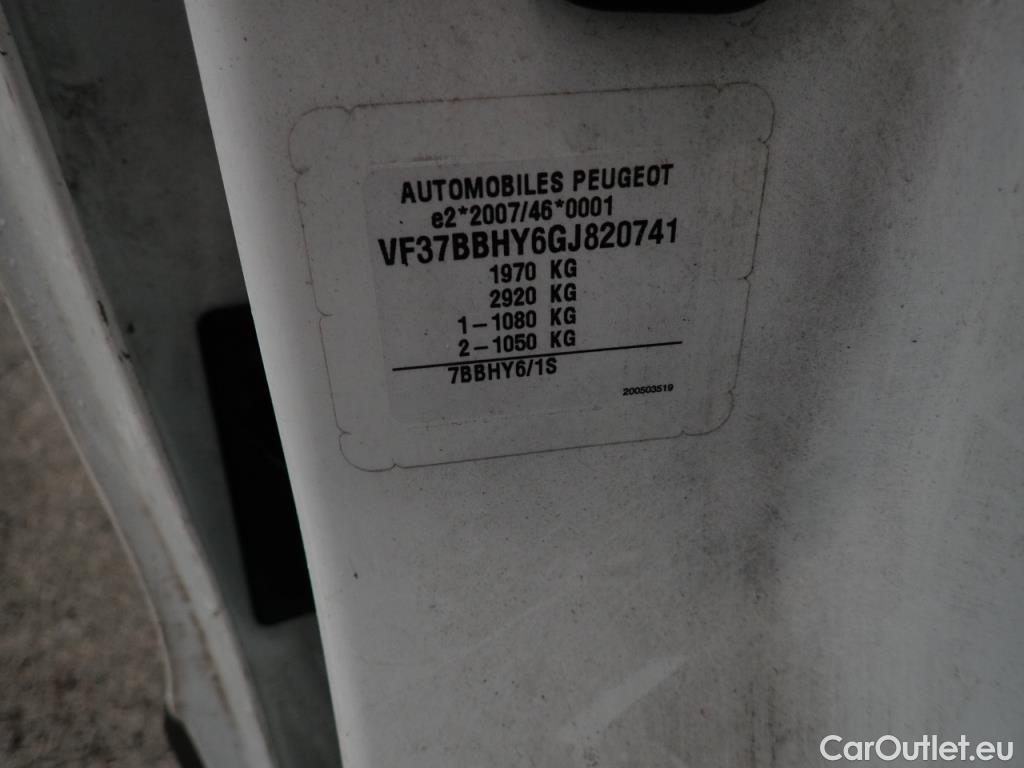 AUTOMOBILES PEUGEOT
e2*2007/46*0001
VF37BBHY6GJ820741
1970 KG
2920 KG
1-1080 KG
2-1050 KG
7BBHY6/1S
200503519
CarOutlet.eu